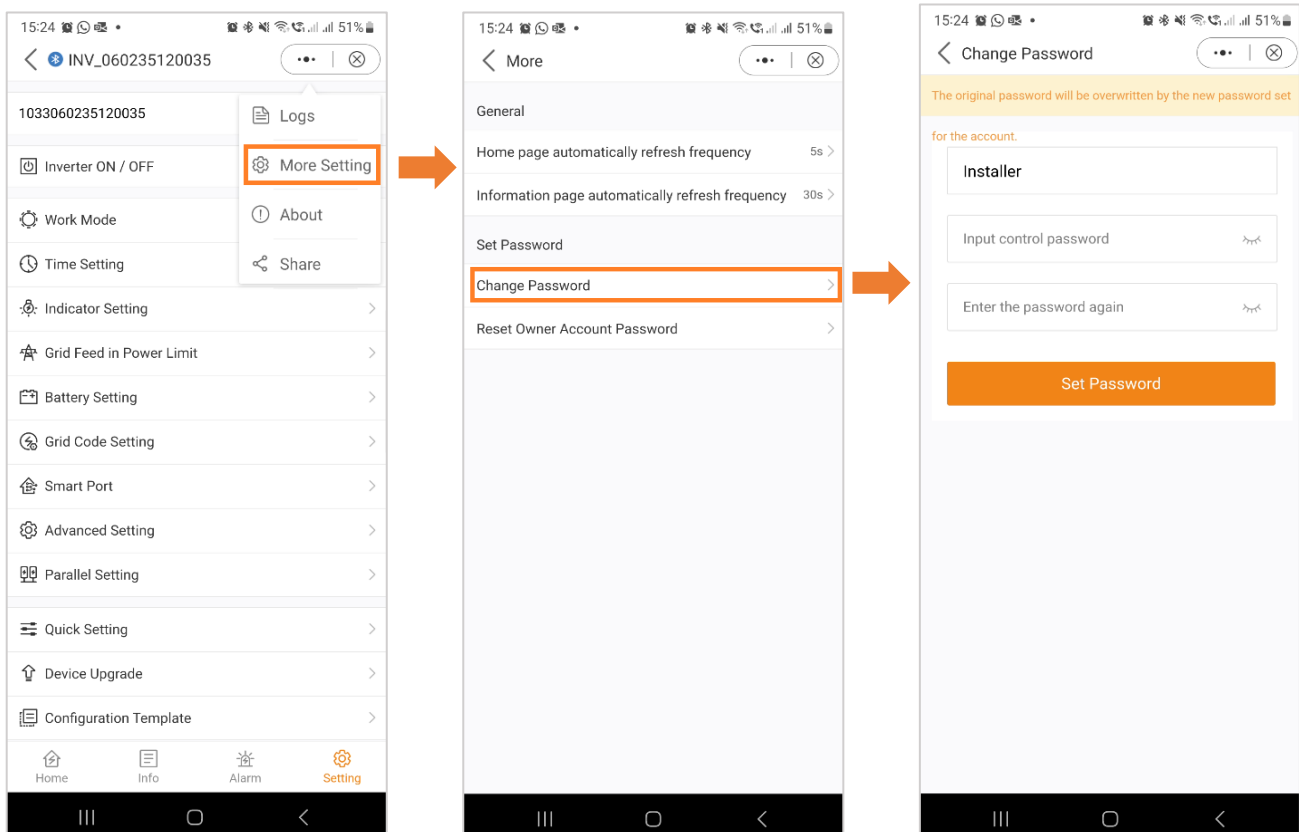 15:24
51%
INV_060235120035
1033060235120035
Logs
Inverter ON / OFF
More Setting
Work Mode
About
Time Setting
Share
Indicator Setting
Grid Feed in Power Limit
Battery Setting
Grid Code Setting
Smart Port
Advanced Setting
Parallel Setting
Quick Setting
Device Upgrade
Configuration Template
Home
Info
Alarm
Setting
15:24
51%
More
General
Home page automatically refresh frequency 5s
Information page automatically refresh frequency 30s
Set Password
Change Password
Reset Owner Account Password
15:24
51%
Change Password
The original password will be overwritten by the new password set
for the account.
Installer
Input control password
Enter the password again
Set Password